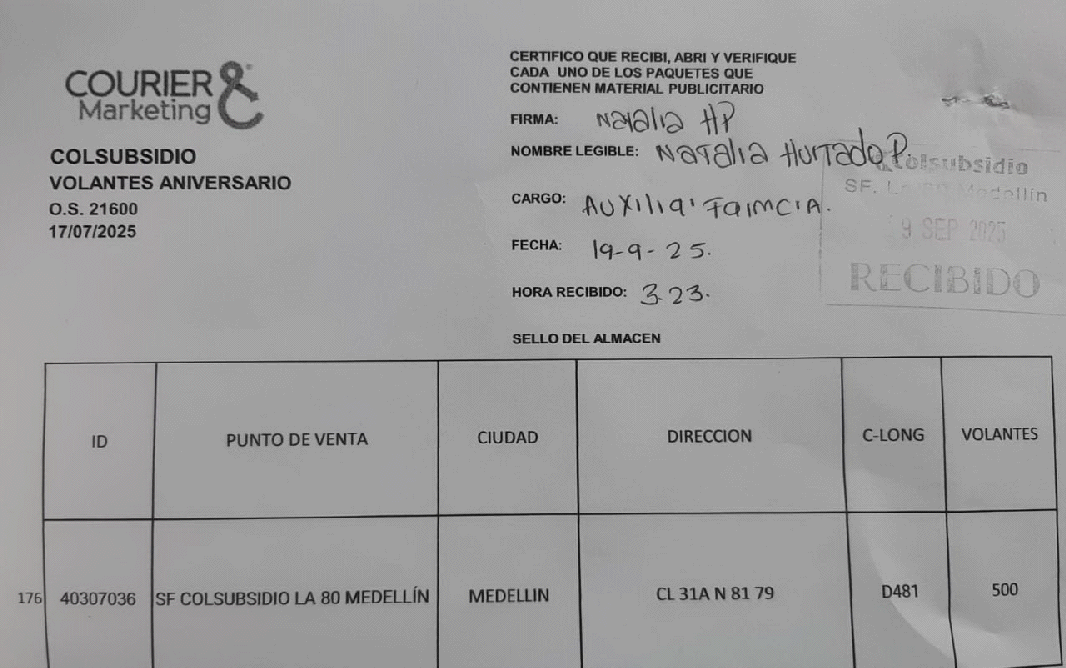 COURIER &
Marketing
COLSUBSIDIO
VOLANTES ANIVERSARIO
O.S. 21600
17/07/2025
CERTIFICO QUE RECIBI, ABRI Y VERIFIQUE
CADA UNO DE LOS PAQUETES QUE
CONTIENEN MATERIAL PUBLICITARIO
FIRMA: Natalia HP
NOMBRE LEGIBLE: Natalia Hurtado P.
CARGO: Auxilia
FECHA: 19-9-25.
HORA RECIBIDO: 3 23.
Colsubsidio
SF. La 80 Medellín
9 SEP 2025
RECIBIDO
SELLO DEL ALMACEN
ID PUNTO DE VENTA CIUDAD DIRECCION C-LONG VOLANTES
176 40307036 SF COLSUBSIDIO LA 80 MEDELLÍN MEDELLIN CL 31A N 81 79 D481 500